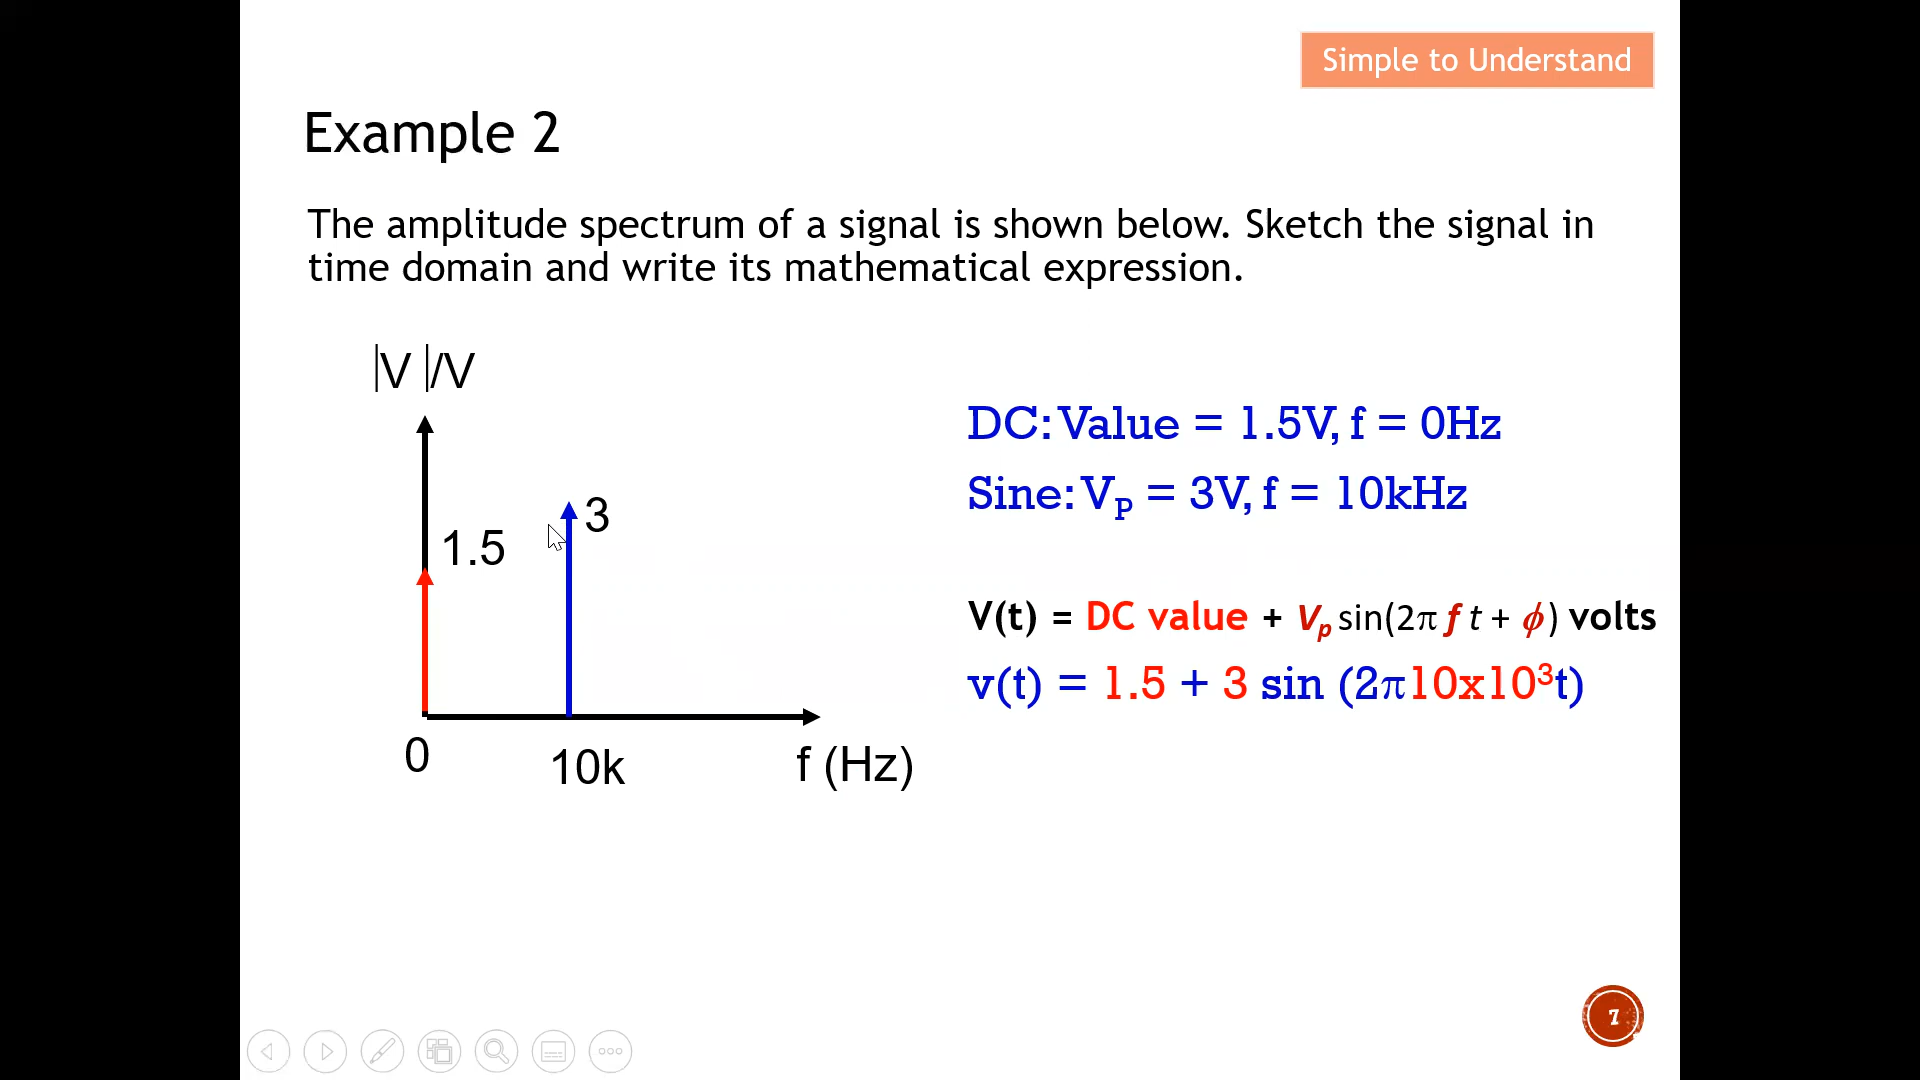 Simple to Understand
Example 2
The amplitude spectrum of a signal is shown below. Sketch the signal in
time domain and write its mathematical expression.
|V |/V
1.5
3
0
10k
f (Hz)
DC: Value = 1.5V, f = 0Hz
Sine: V_P = 3V, f = 10kHz
V(t) = DC value + V_p sin(2π f t + ϕ) volts
v(t) = 1.5 + 3 sin (2π10x10³t)
7